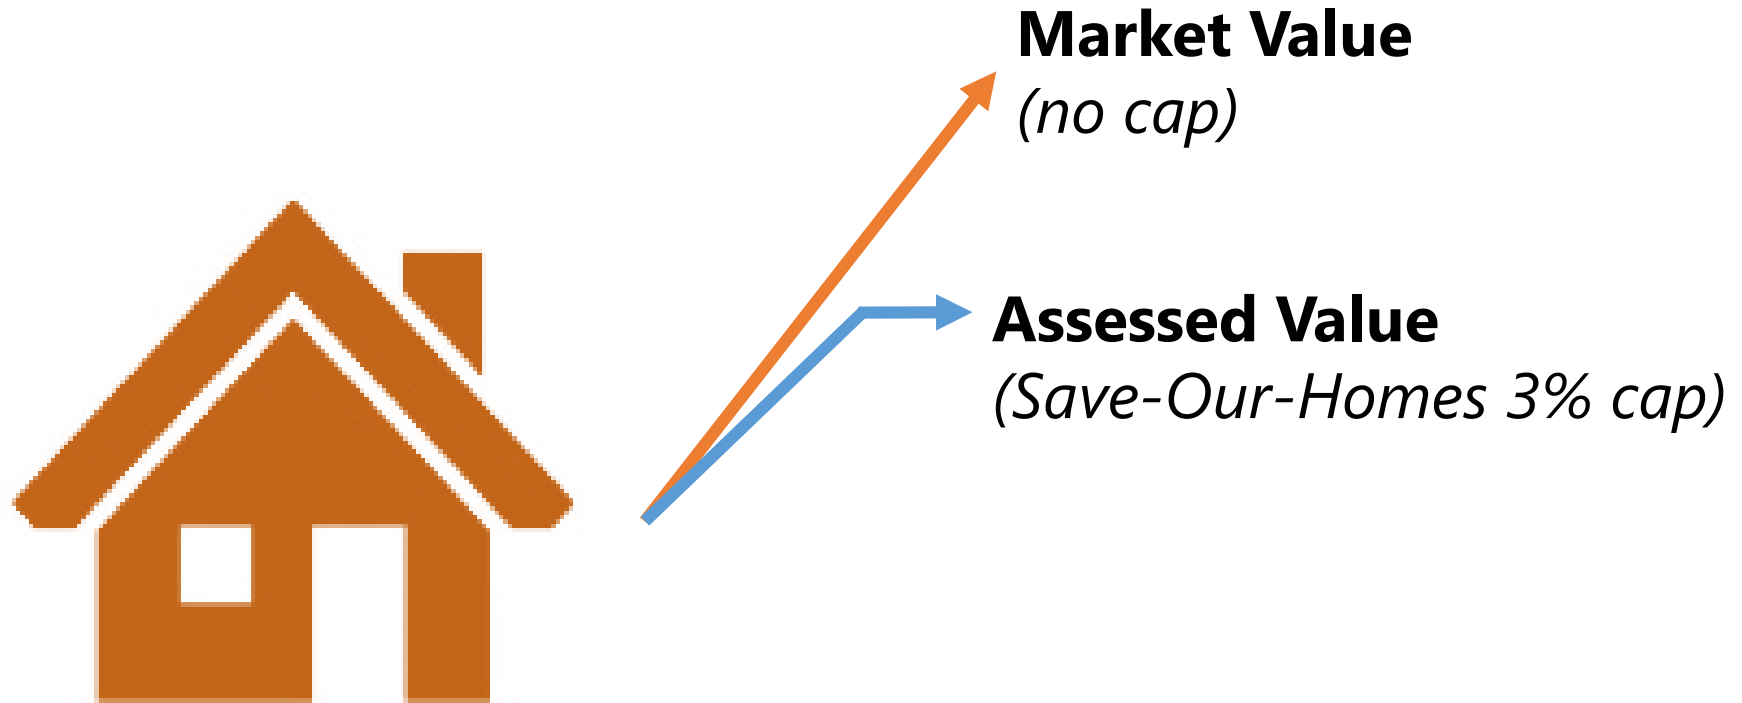 Market Value
(no cap)
Assessed Value
(Save-Our-Homes 3% cap)